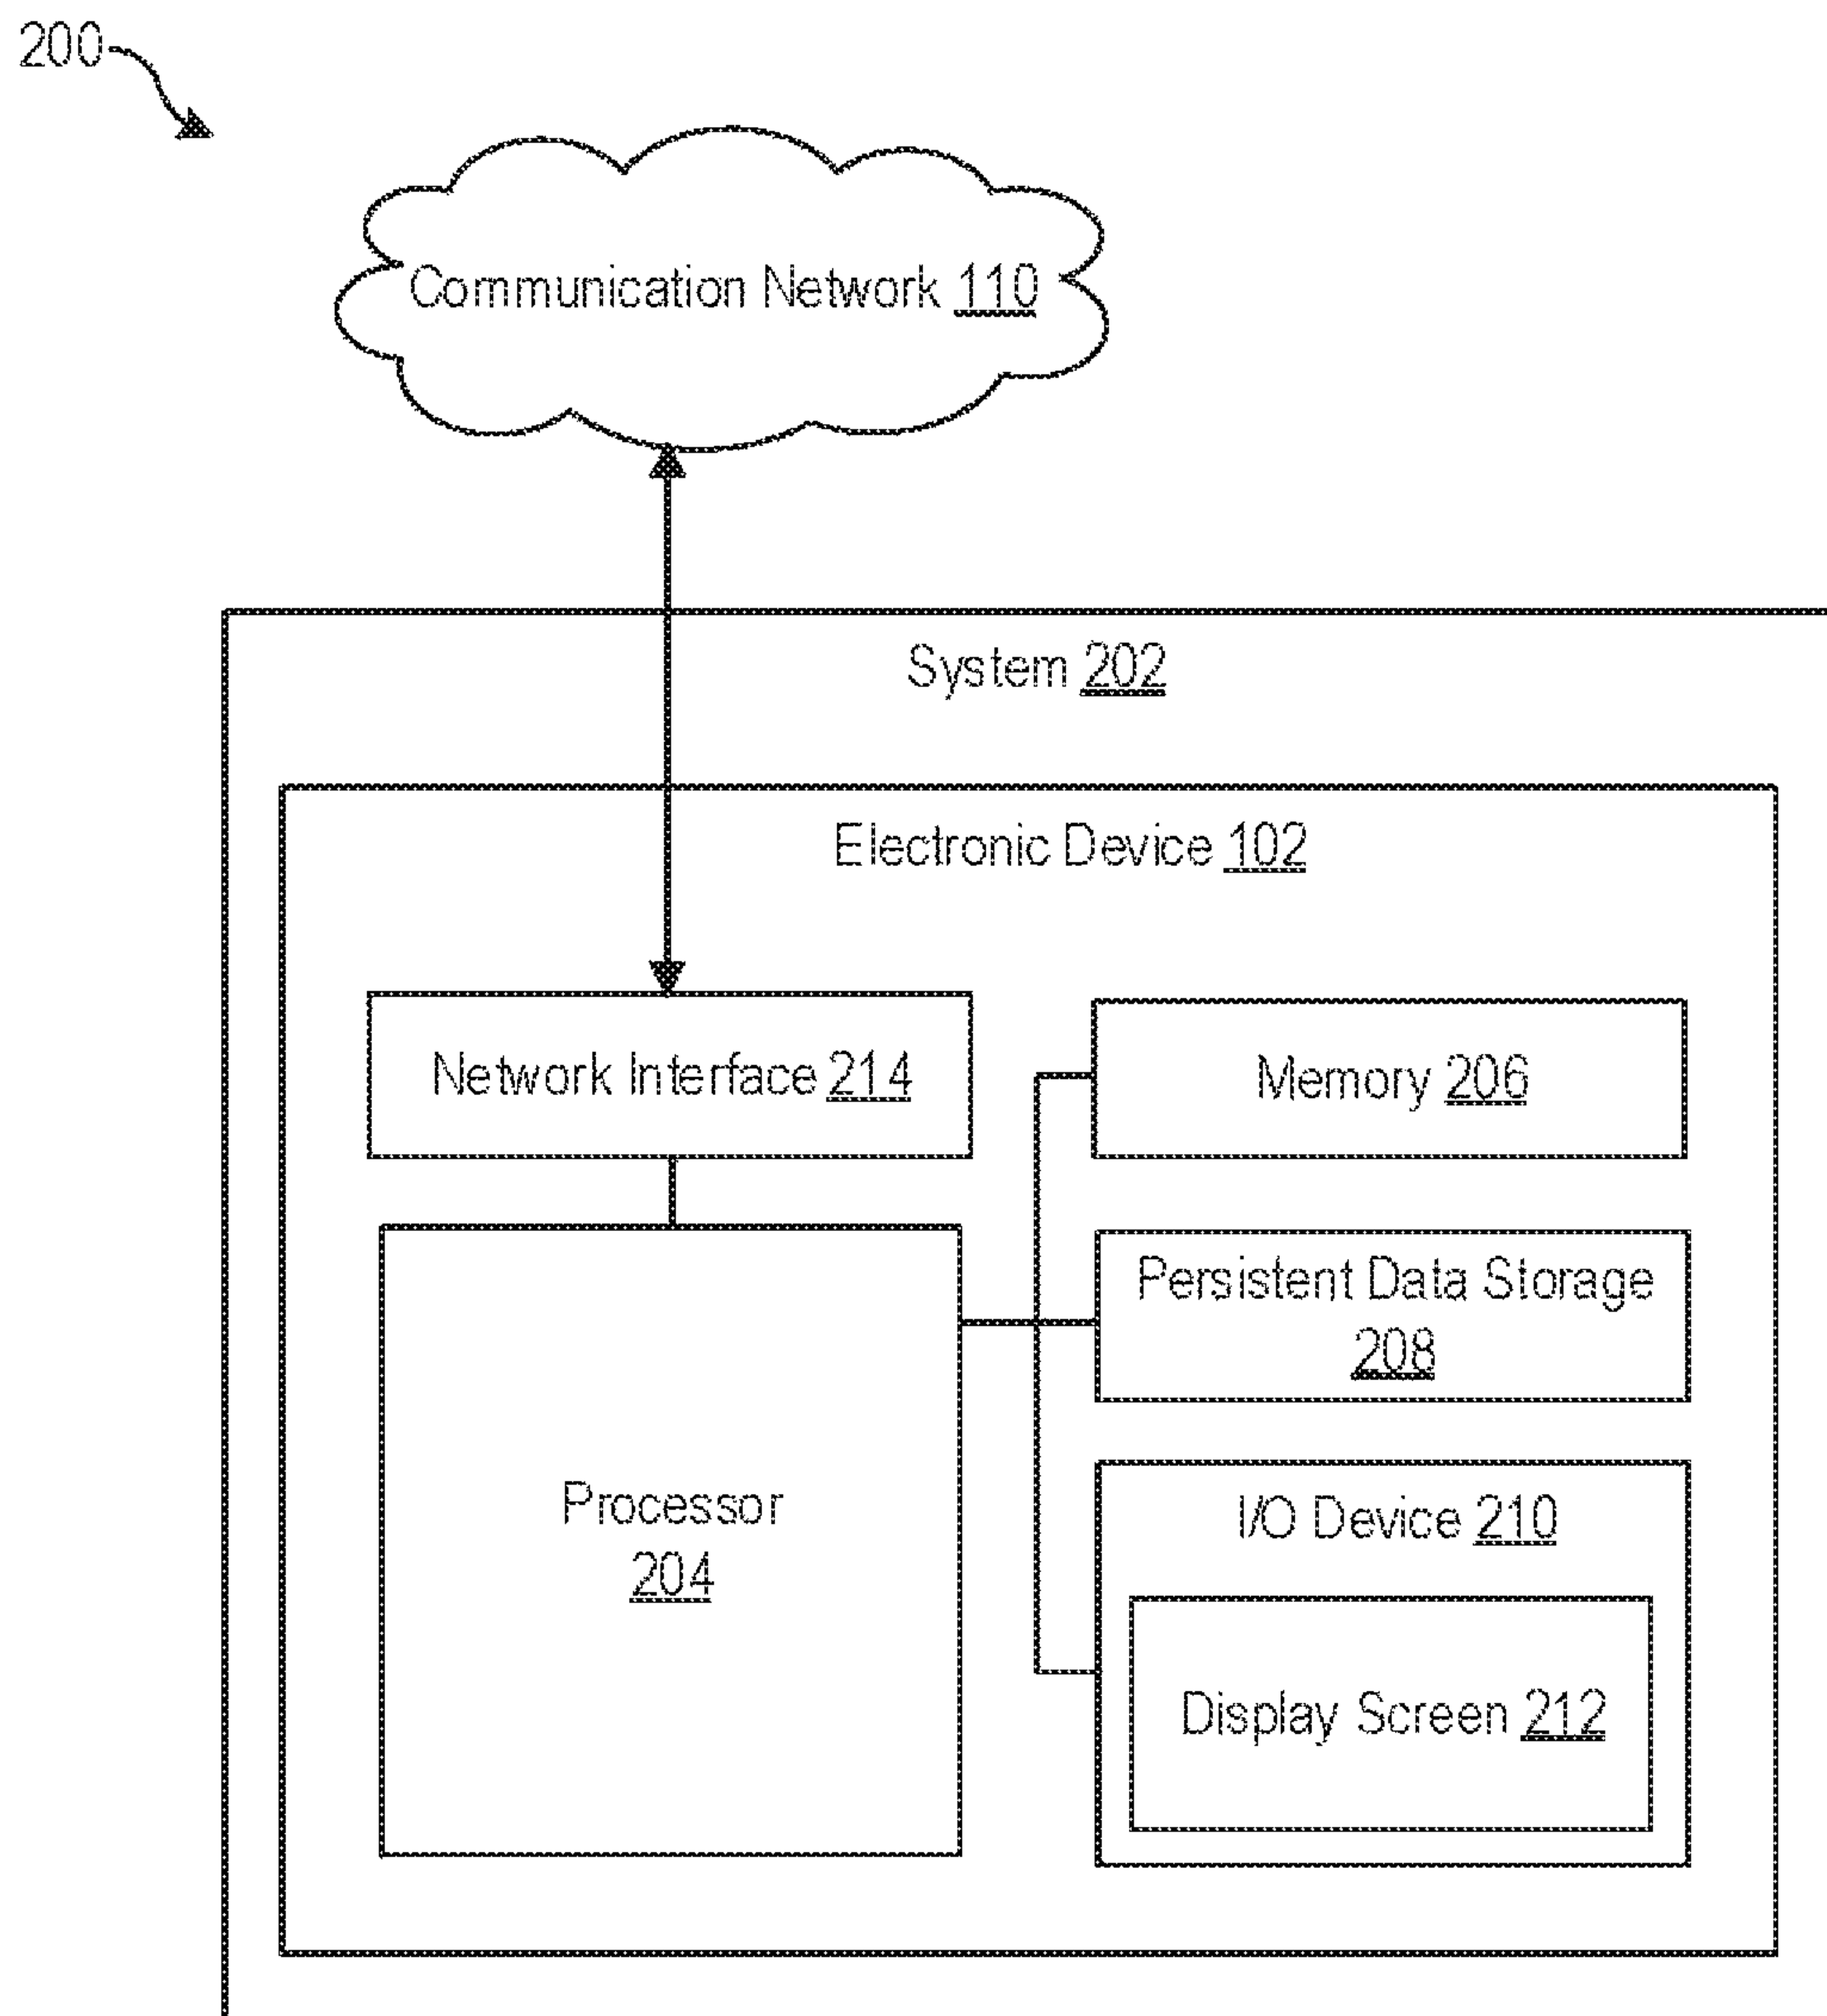 200
Communication Network 110
System 202
Electronic Device 102
Network Interface 214
Memory 206
Persistent Data Storage
208
Processor
204
I/O Device 210
Display Screen 212